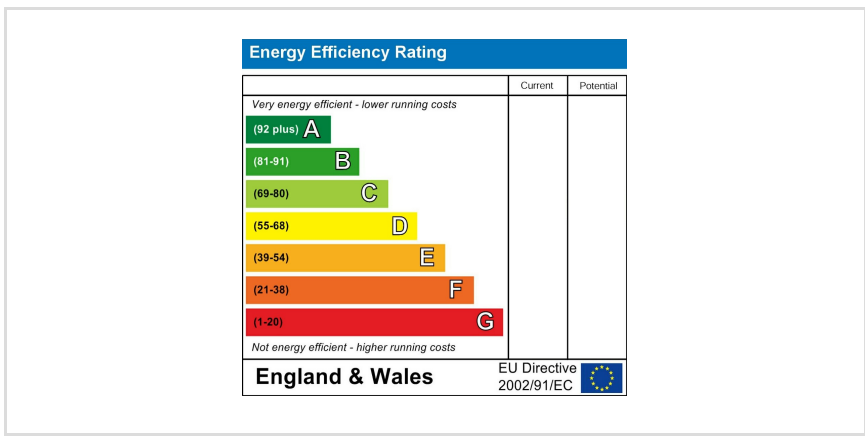 Energy Efficiency Rating
Current Potential
Very energy efficient - lower running costs
(92 plus) A
(81-91) B
(69-80) C
(55-68) D
(39-54) E
(21-38) F
(1-20) G
Not energy efficient - higher running costs
England & Wales
EU Directive
2002/91/EC